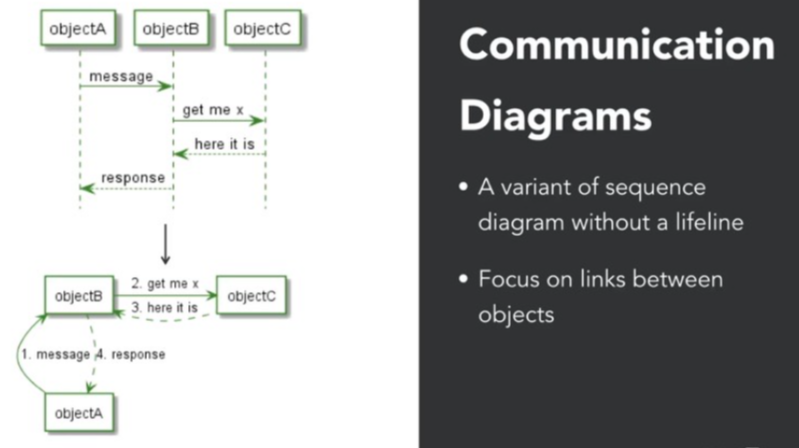 objectA objectB objectC
message
get me x
here it is
response
2. get me x
objectB objectC
3. here it is
1. message 4. response
objectA
Communication
Diagrams
• A variant of sequence
diagram without a lifeline
• Focus on links between
objects